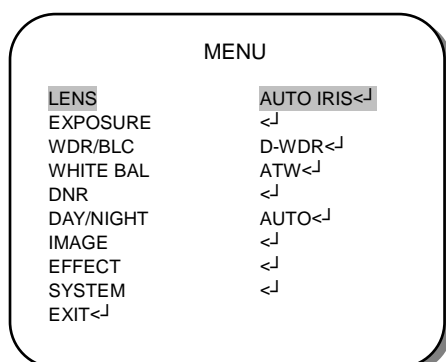 MENU
LENS AUTO IRIS<┘
EXPOSURE <┘
WDR/BLC D-WDR<┘
WHITE BAL ATW<┘
DNR <┘
DAY/NIGHT AUTO<┘
IMAGE <┘
EFFECT <┘
SYSTEM <┘
EXIT<┘